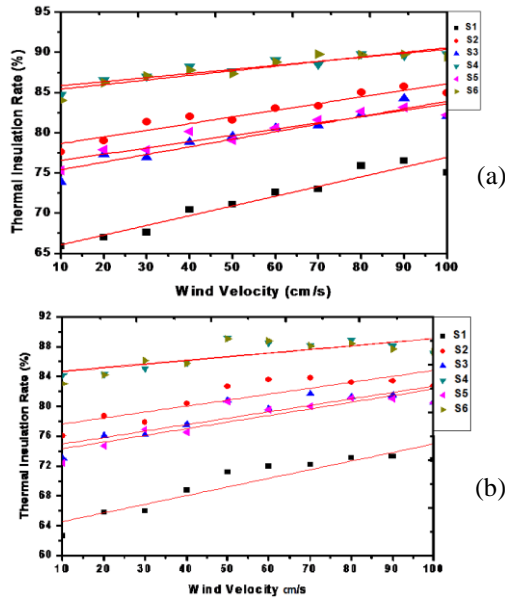 Thermal Insulation Rate (%)
95
90
85
80
75
70
65
10 20 30 40 50 60 70 80 90 100
Wind Velocity (cm/s)
S1
S2
S3
S4
S5
S6
(a)
Thermal Insulation Rate (%)
92
88
84
80
76
72
68
64
60
10 20 30 40 50 60 70 80 90 100
Wind Velocity cm/s)
S1
S2
S3
S4
S5
S6
(b)